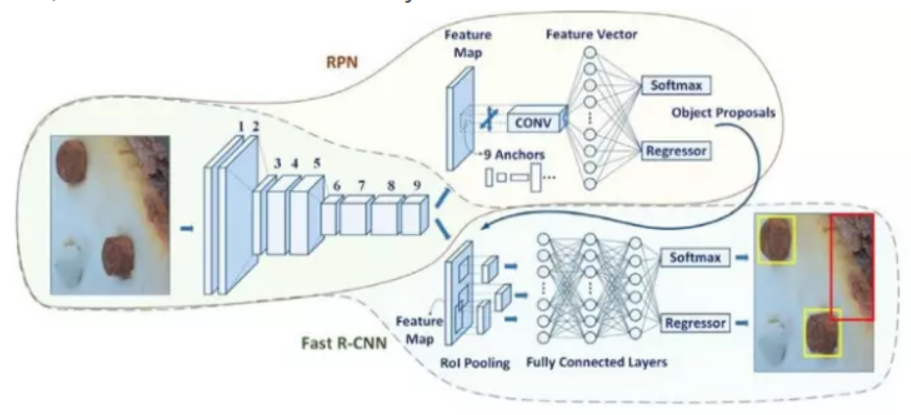 RPN
Feature
Map
Feature Vector
CONV
9 Anchors
Softmax
Object Proposals
Regressor
1 2
3 4 5
6 7 8 9
Fast R-CNN
Feature
Map
RoI Pooling
Fully Connected Layers
Softmax
Regressor